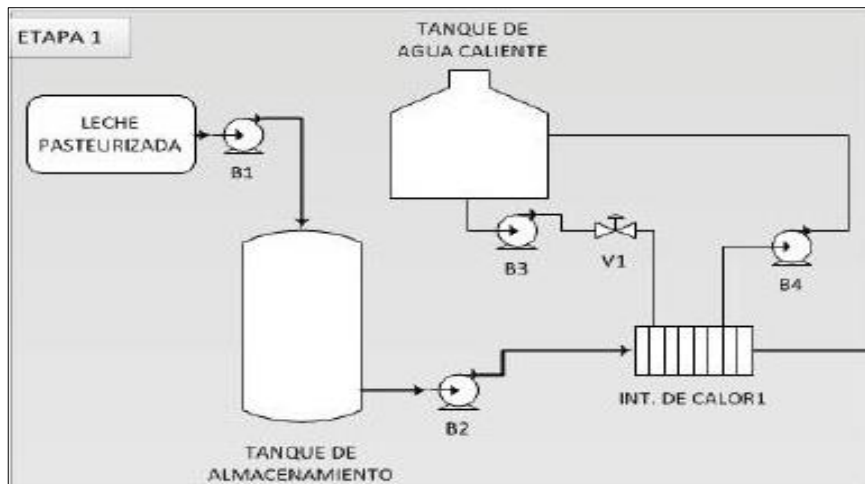 ETAPA 1
TANQUE DE
AGUA CALIENTE
LECHE
PASTEURIZADA
B1
B3
V1
B4
INT. DE CALOR1
B2
TANQUE DE
ALMACENAMIENTO